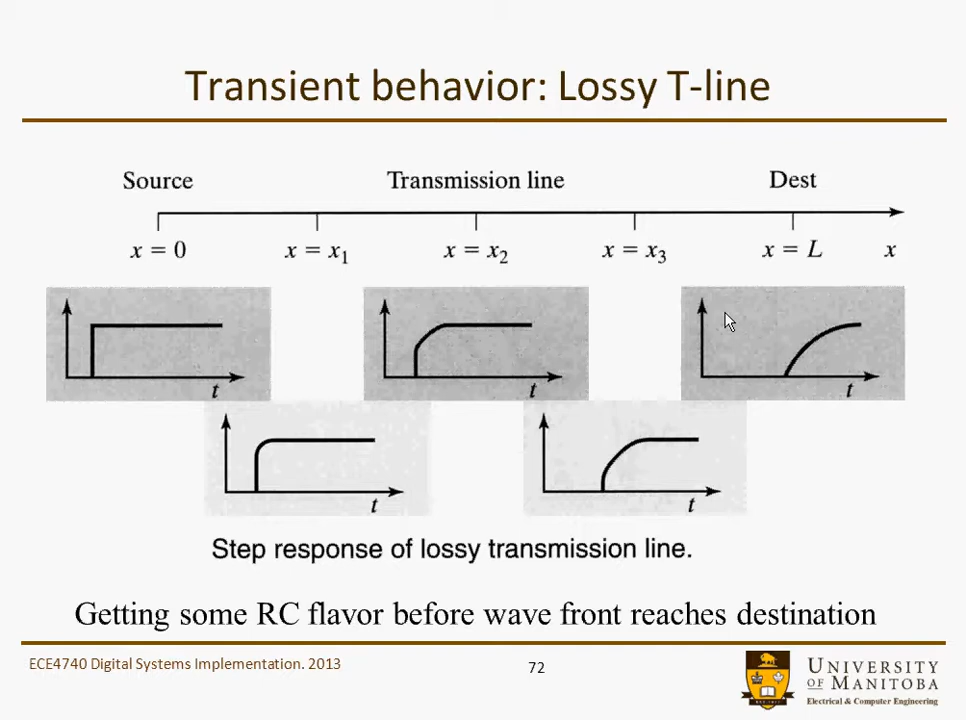 Transient behavior: Lossy T-line
Source Transmission line Dest
x = 0 x = x₁ x = x₂ x = x₃ x = L x
t t t
t t
Step response of lossy transmission line.
Getting some RC flavor before wave front reaches destination
ECE4740 Digital Systems Implementation. 2013 72
UNIVERSITY
OF MANITOBA
Electrical & Computer Engineering